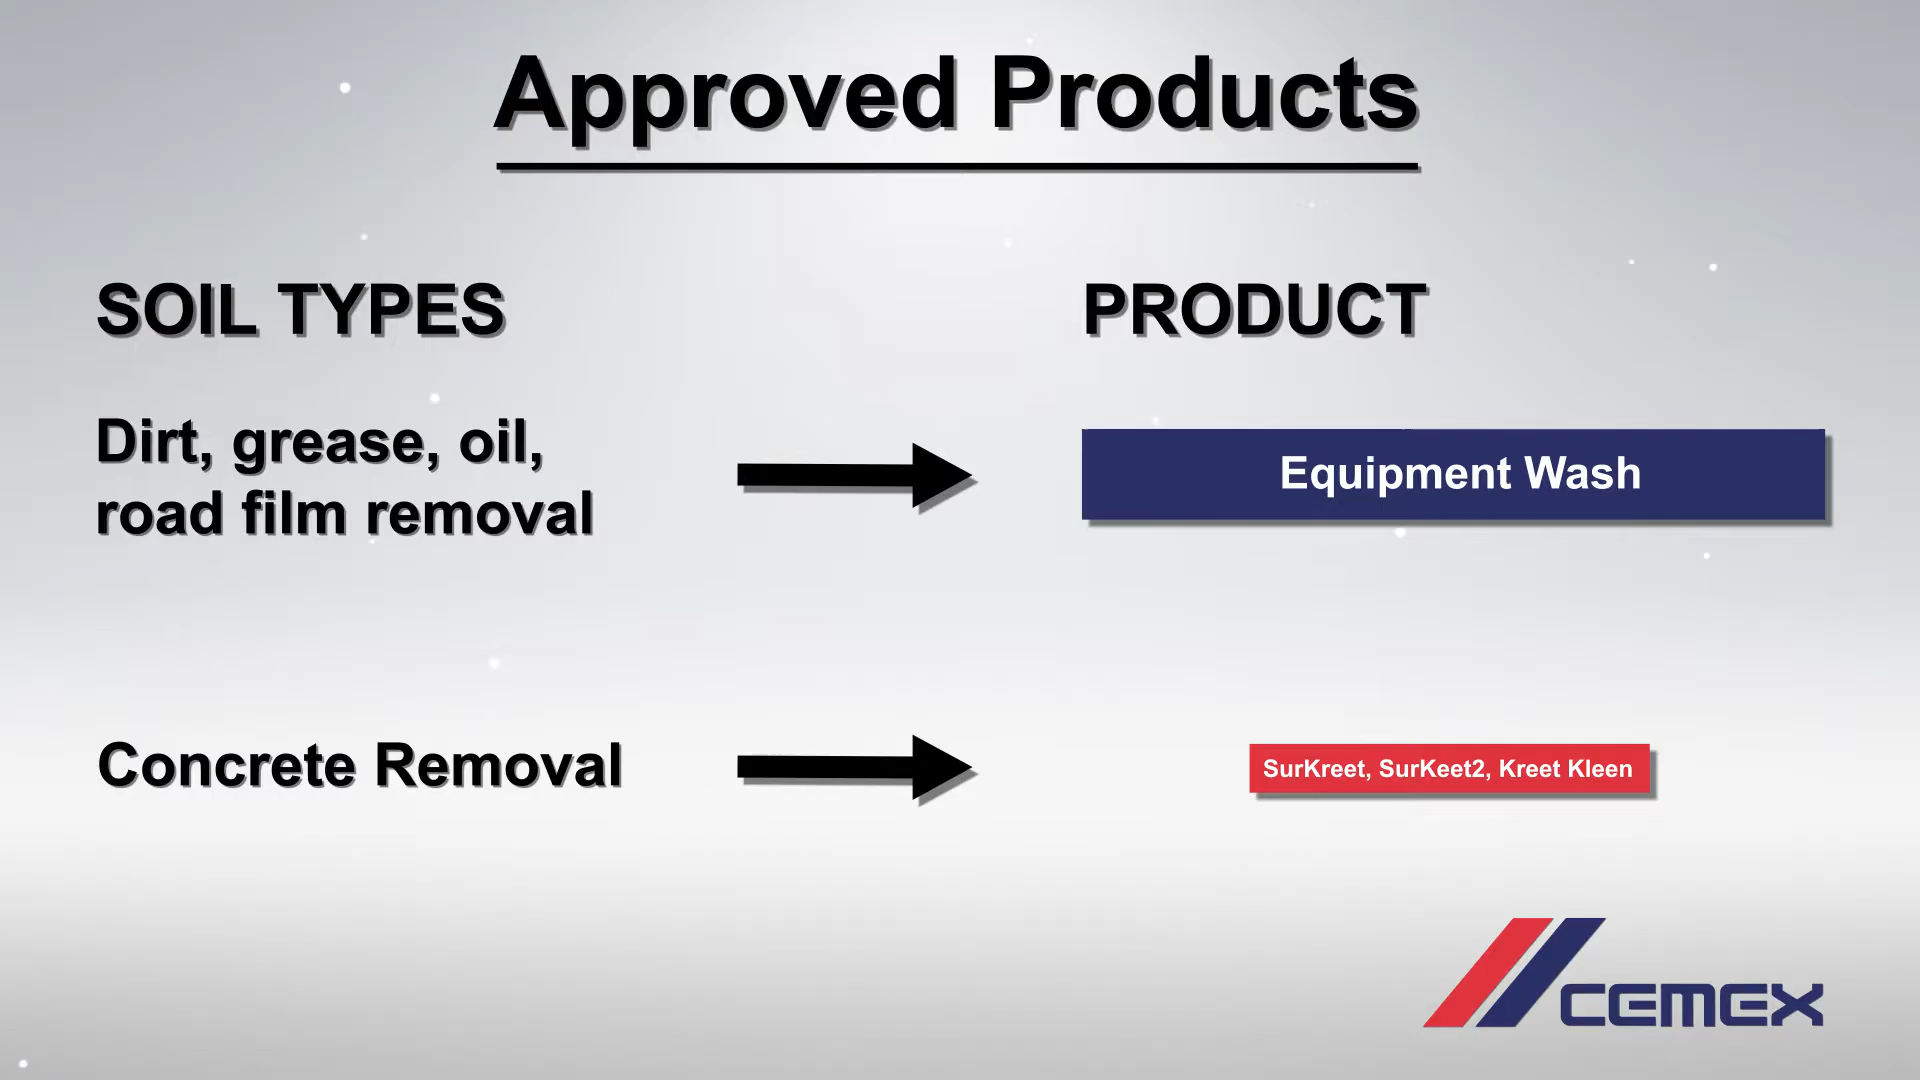 Approved Products
SOIL TYPES
PRODUCT
Dirt, grease, oil,
road film removal
Equipment Wash
Concrete Removal
SurKreet, SurKeet2, Kreet Kleen
CEMEX